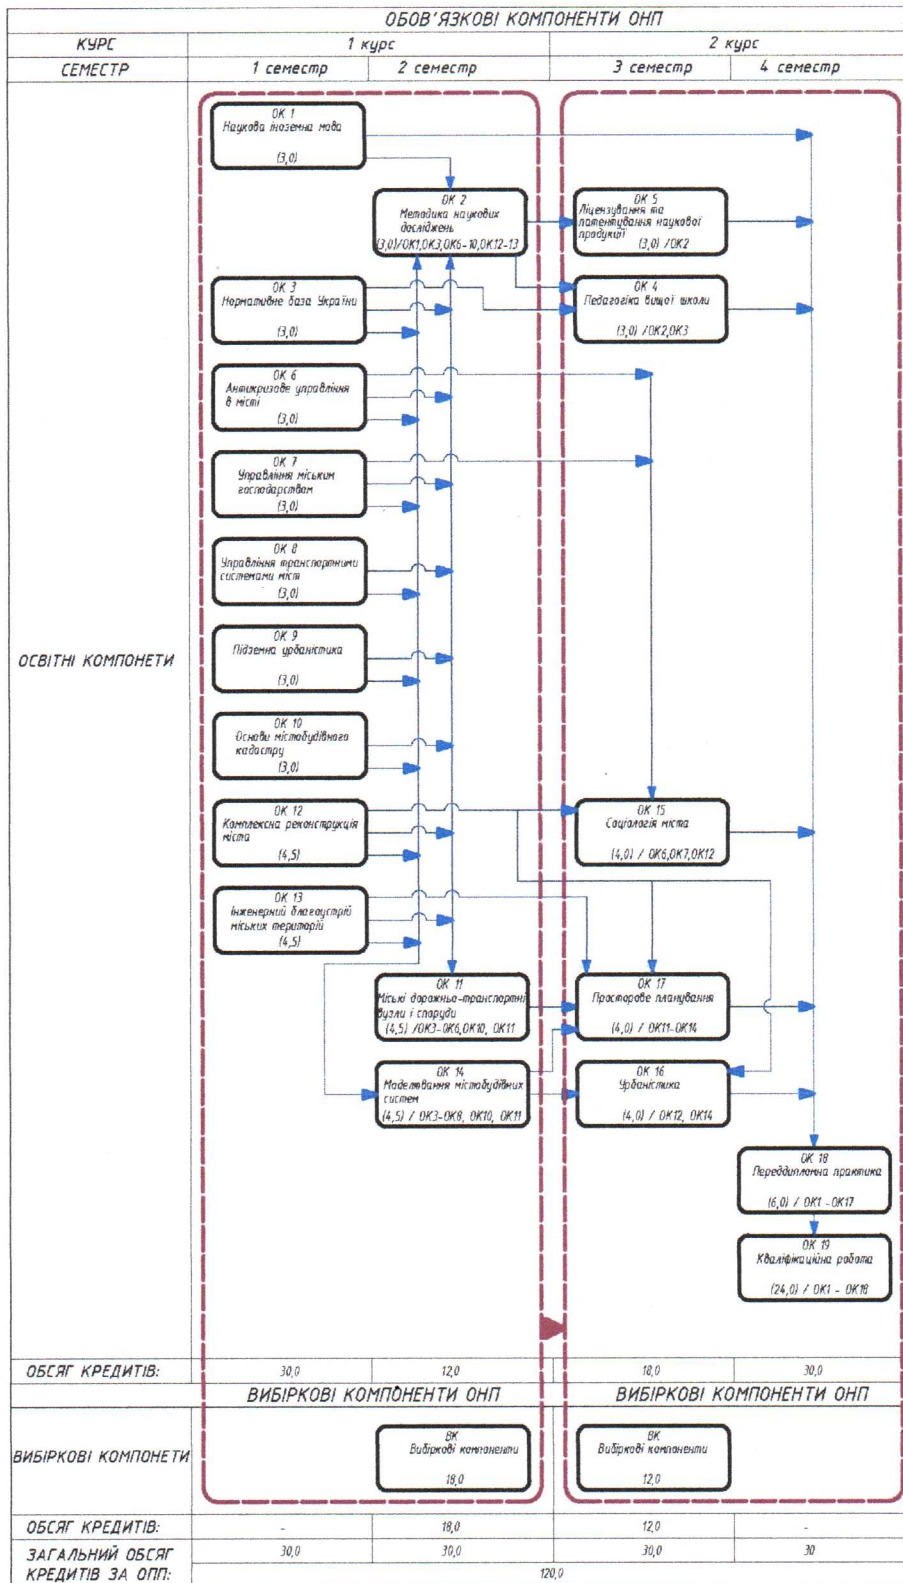 ОБОВ'ЯЗКОВІ КОМПОНЕНТИ ОНП
КУРС
1 курс
2 курс
СЕМЕСТР
1 семестр
2 семестр
3 семестр
4 семестр
ОСВІТНІ КОМПОНЕТИ
ОК 1
Наукова іноземна мова
(3,0)
ОК 2
Методика наукових
досліджень
(3,0)/ОК1,ОК3,ОК6-10,ОК12-13
ОК 5
Ліцензування та
патентування наукової
продукції
(3,0) /ОК2
ОК 3
Нормативне база України
(3,0)
ОК 4
Педагогіка вищої школи
(3,0) /ОК2,ОК3
ОК 6
Антикризове управління
в місті
(3,0)
ОК 7
Управління міським
господарством
(3,0)
ОК 8
Управління транспортними
системами міст
(3,0)
ОК 9
Підземна урбаністика
(3,0)
ОК 10
Основи містобудівного
кадастру
(3,0)
ОК 12
Комплексна реконструкція
міста
(4,5)
ОК 15
Соціологія міста
(4,0) / ОК6,ОК7,ОК12
ОК 13
Інженерний благоустрій
міських територій
(4,5)
ОК 11
Міські дорожньо-транспортні
вузли і споруди
(4,5) /ОК3-ОК6,ОК10, ОК11
ОК 17
Просторове планування
(4,0) / ОК11-ОК14
ОК 14
Моделювання містобудівних
систем
(4,5) / ОК3-ОК8, ОК10, ОК11
ОК 16
Урбаністика
(4,0) / ОК12, ОК14
ОК 18
Переддипломна практика
(6,0) / ОК1 -ОК17
ОК 19
Кваліфікаційна робота
(24,0) / ОК1 - ОК18
ОБСЯГ КРЕДИТІВ:
30,0
12,0
18,0
30,0
ВИБІРКОВІ КОМПОНЕНТИ ОНП
ВИБІРКОВІ КОМПОНЕНТИ ОНП
ВИБІРКОВІ КОМПОНЕТИ
ВК
Вибіркові компоненти
18,0
ВК
Вибіркові компоненти
12,0
ОБСЯГ КРЕДИТІВ:
-
18,0
12,0
-
ЗАГАЛЬНИЙ ОБСЯГ
КРЕДИТІВ ЗА ОПП:
30,0
30,0
30,0
30
120,0